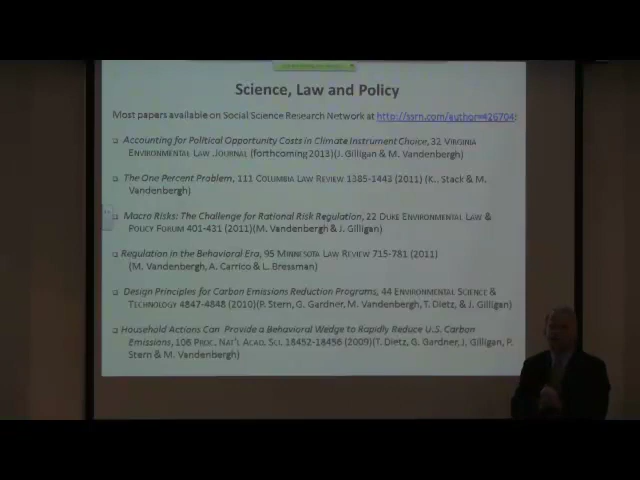 Science, Law and Policy
Most papers available on Social Science Research Network at http://ssrn.com/author=426704:
Accounting for Political Opportunity Costs in Climate Instrument Choice, 32 VIRGINIA
ENVIRONMENTAL LAW JOURNAL (forthcoming 2013)(J. Gilligan & M. Vandenbergh)
The One Percent Problem, 111 COLUMBIA LAW REVIEW 1385-1443 (2011) (K. Stack & M.
Vandenbergh)
Macro Risks: The Challenge for Rational Risk Regulation, 22 DUKE ENVIRONMENTAL LAW &
POLICY FORUM 401-431 (2011)(M. Vandenbergh & J. Gilligan)
Regulation in the Behavioral Era, 95 MINNESOTA LAW REVIEW 715-781 (2011)
(M. Vandenbergh, A. Carrico & L. Bressman)
Design Principles for Carbon Emissions Reduction Programs, 44 ENVIRONMENTAL SCIENCE &
TECHNOLOGY 4847-4848 (2010)(P. Stern, G. Gardner, M. Vandenbergh, T. Dietz, & J. Gilligan)
Household Actions Can Provide a Behavioral Wedge to Rapidly Reduce U.S. Carbon
Emissions, 106 PROC. NAT'L ACAD. SCI. 18452-18456 (2009)(T. Dietz, G. Gardner, J. Gilligan, P.
Stern & M. Vandenbergh)